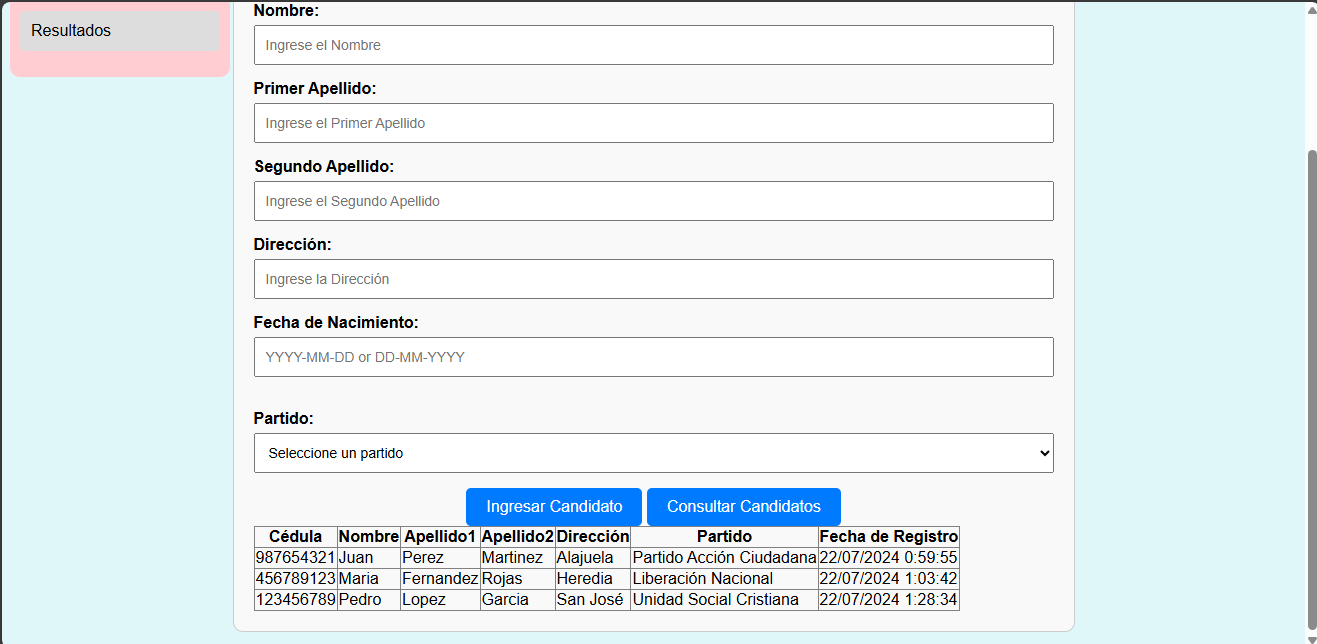 Resultados
Nombre:
Ingrese el Nombre
Primer Apellido:
Ingrese el Primer Apellido
Segundo Apellido:
Ingrese el Segundo Apellido
Dirección:
Ingrese la Dirección
Fecha de Nacimiento:
YYYY-MM-DD or DD-MM-YYYY
Partido:
Seleccione un partido
Ingresar Candidato Consultar Candidatos
Cédula Nombre Apellido1 Apellido2 Dirección Partido Fecha de Registro
987654321 Juan Perez Martinez Alajuela Partido Acción Ciudadana 22/07/2024 0:59:55
456789123 Maria Fernandez Rojas Heredia Liberación Nacional 22/07/2024 1:03:42
123456789 Pedro Lopez Garcia San José Unidad Social Cristiana 22/07/2024 1:28:34